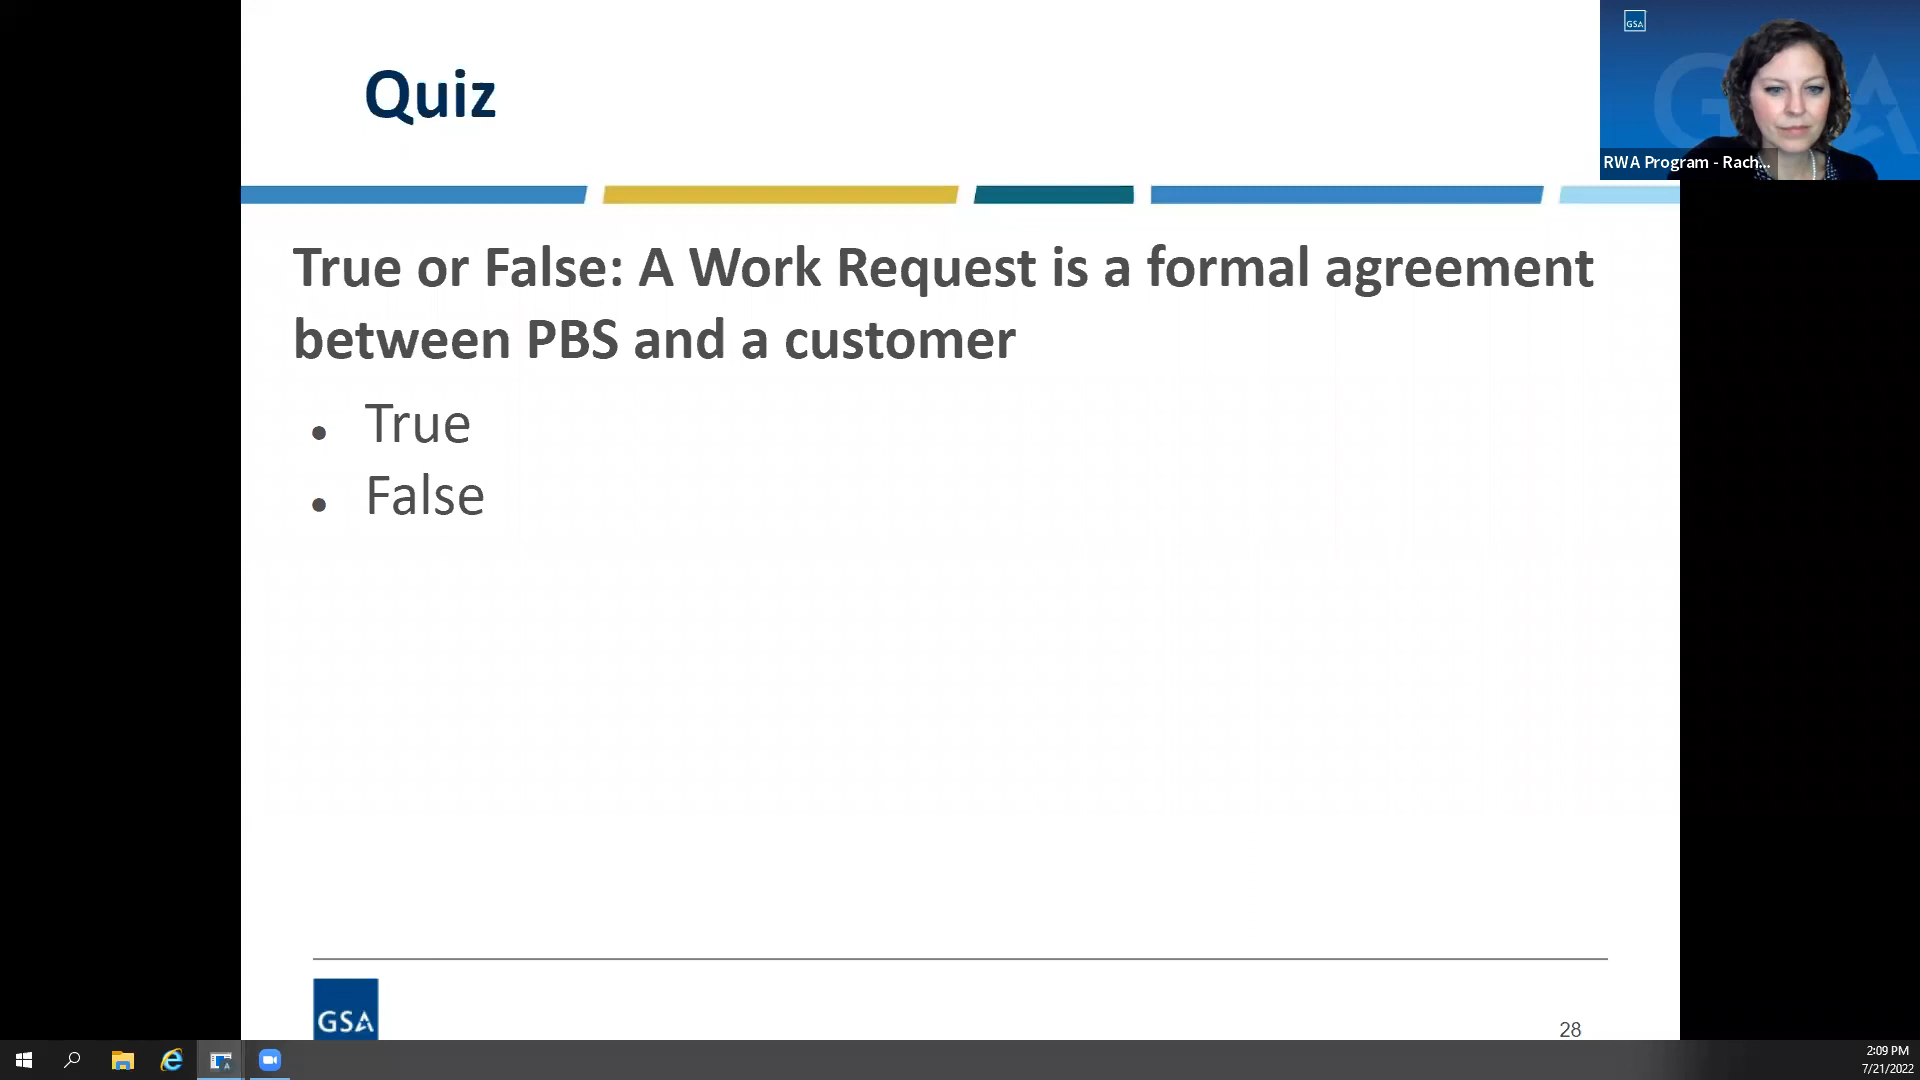 Quiz
GSA
RWA Program - Rach...
True or False: A Work Request is a formal agreement
between PBS and a customer
• True
• False
GSA
28
2:09 PM
7/21/2022